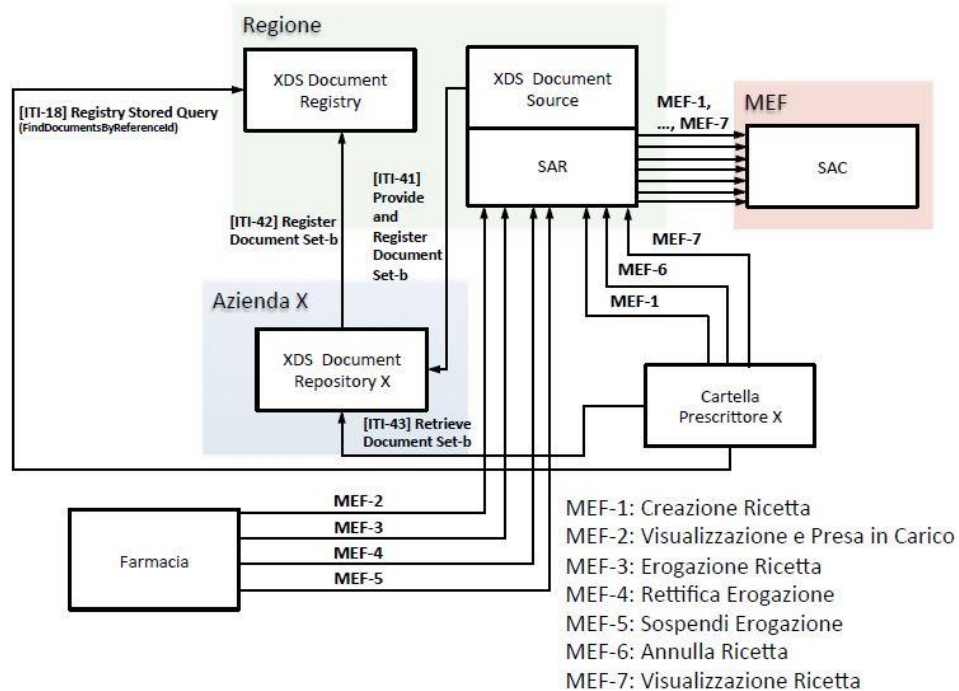 Regione
XDS Document
Registry
XDS Document
Source
SAR
MEF-1,
..., MEF-7
MEF
SAC
[ITI-18] Registry Stored Query
(FindDocumentsByReferenceId)
[ITI-42] Register
Document Set-b
[ITI-41]
Provide
and
Register
Document
Set-b
MEF-7
MEF-6
MEF-1
Azienda X
XDS Document
Repository X
[ITI-43] Retrieve
Document Set-b
Cartella
Prescrittore X
Farmacia
MEF-2
MEF-3
MEF-4
MEF-5
MEF-1: Creazione Ricetta
MEF-2: Visualizzazione e Presa in Carico
MEF-3: Erogazione Ricetta
MEF-4: Rettifica Erogazione
MEF-5: Sospendi Erogazione
MEF-6: Annulla Ricetta
MEF-7: Visualizzazione Ricetta